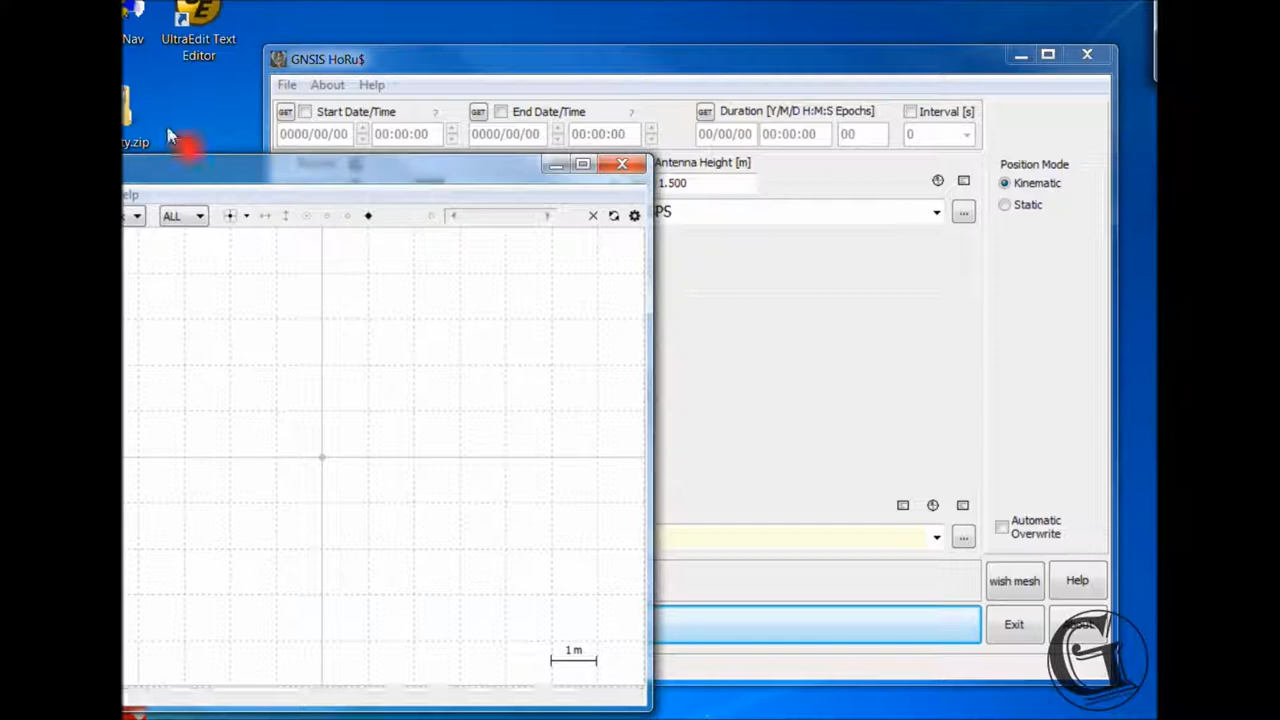 Nav
UltraEdit Text
Editor
ty.zip
GNSIS HoRu$
File About Help
GET Start Date/Time ? GET End Date/Time ? GET Duration [Y/M/D H:M:S Epochs] Interval [s]
0000/00/00 00:00:00 0000/00/00 00:00:00 00/00/00 00:00:00 00 0
Antenna Height [m]
1.500
PS
...
Position Mode
Kinematic
Static
elp
ALL
1 m
...
Automatic
Overwrite
wish mesh Help
Exit
G